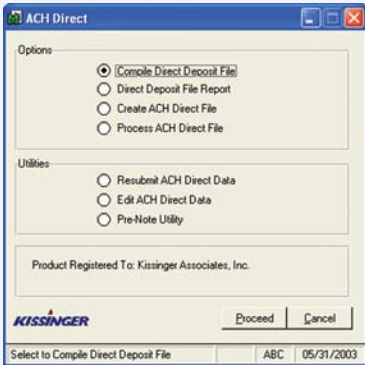 ACH Direct
Options
Compile Direct Deposit File
Direct Deposit File Report
Create ACH Direct File
Process ACH Direct File
Utilities
Resubmit ACH Direct Data
Edit ACH Direct Data
Pre-Note Utility
Product Registered To: Kissinger Associates, Inc.
KISSINGER
Proceed
Cancel
Select to Compile Direct Deposit File
ABC
05/31/2003